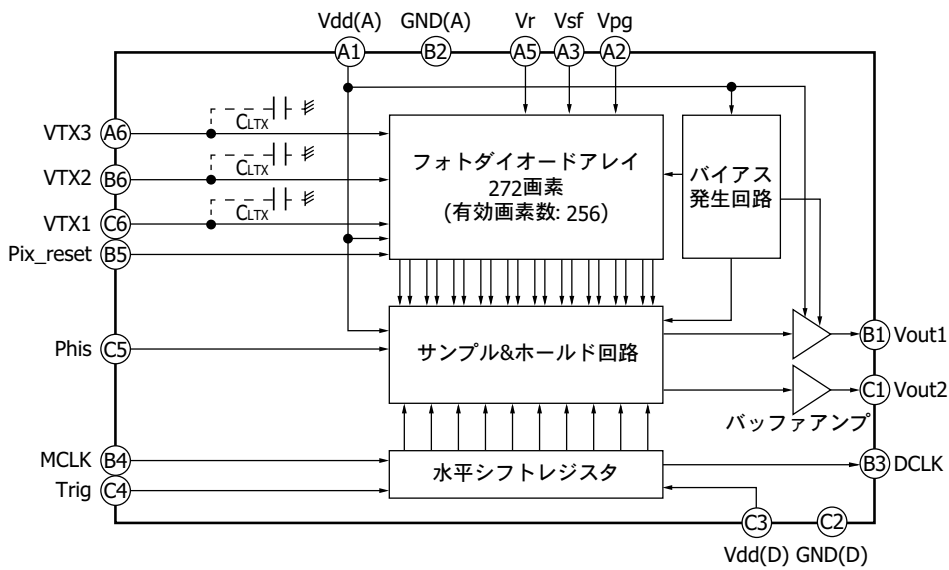 Vdd(A) GND(A) Vr Vsf Vpg
A1 B2 A5 A3 A2
CLTX
VTX3 A6
CLTX
VTX2 B6
CLTX
VTX1 C6
Pix_reset B5
フォトダイオードアレイ
272画素
(有効画素数: 256)
バイアス
発生回路
Phis C5
サンプル&ホールド回路
B1 Vout1
C1 Vout2
バッファアンプ
MCLK B4
Trig C4
水平シフトレジスタ
B3 DCLK
C3 C2
Vdd(D) GND(D)